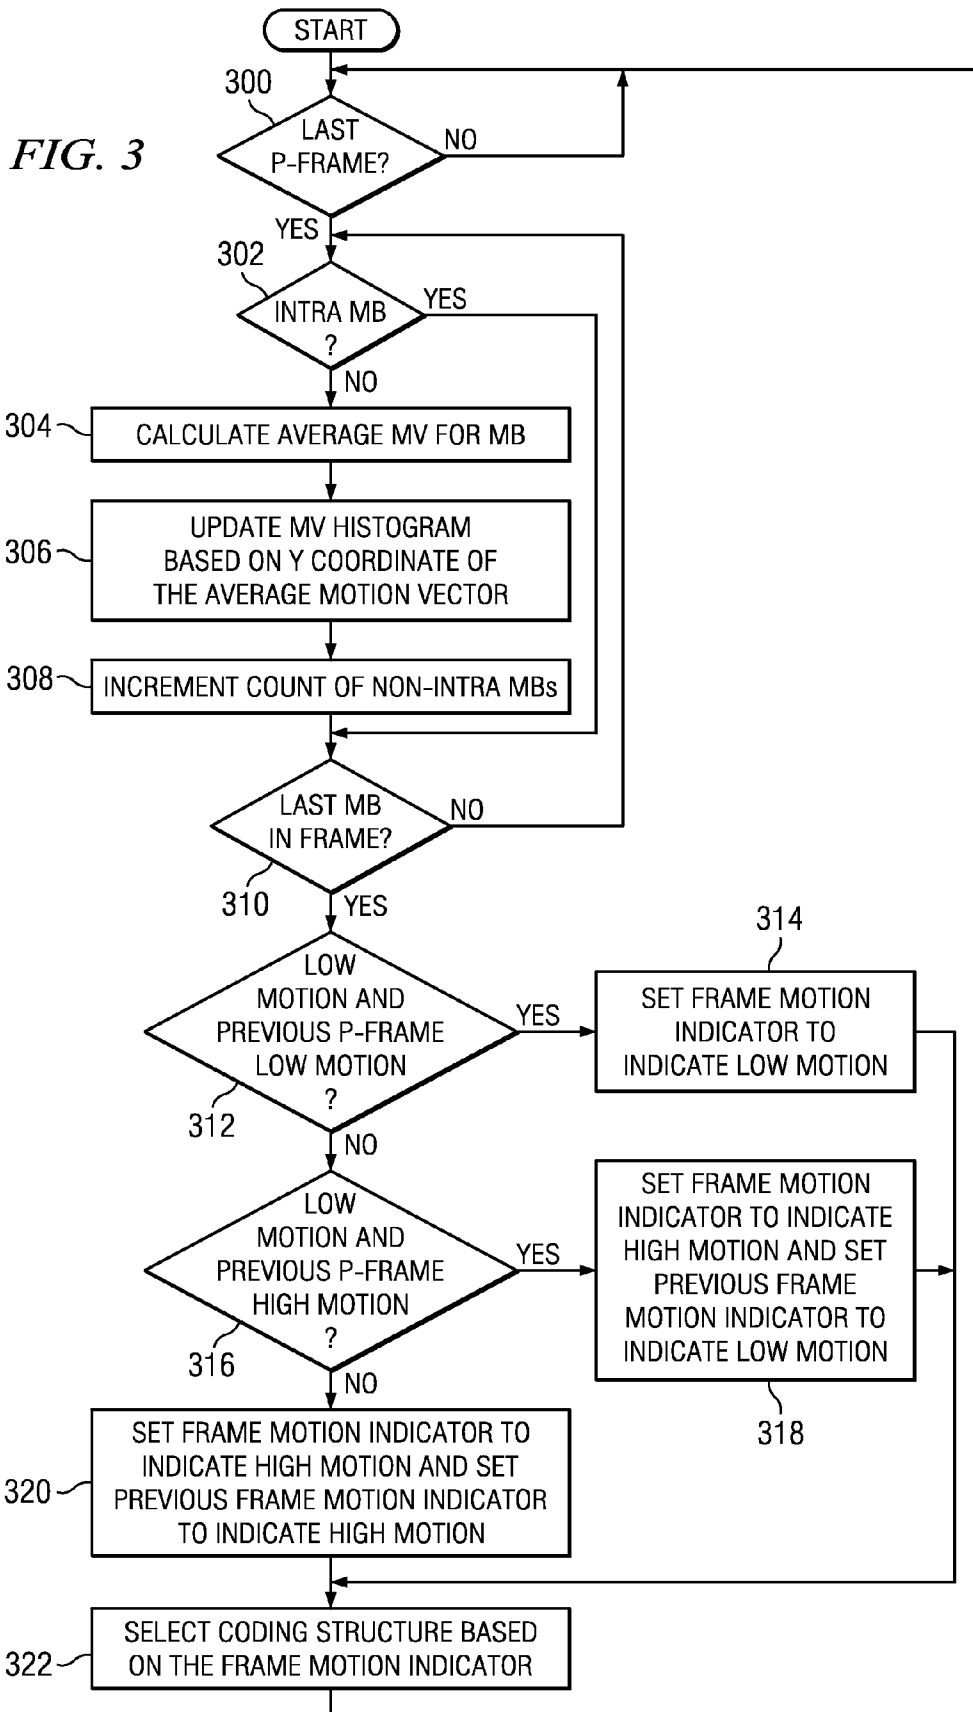 START
300
FIG. 3
LAST
P-FRAME?
NO
YES
302
INTRA MB
?
YES
NO
304
CALCULATE AVERAGE MV FOR MB
306
UPDATE MV HISTOGRAM
BASED ON Y COORDINATE OF
THE AVERAGE MOTION VECTOR
308
INCREMENT COUNT OF NON-INTRA MBs
LAST MB
IN FRAME?
NO
310
YES
LOW
MOTION AND
PREVIOUS P-FRAME
LOW MOTION
?
YES
312
NO
314
SET FRAME MOTION
INDICATOR TO
INDICATE LOW MOTION
LOW
MOTION AND
PREVIOUS P-FRAME
HIGH MOTION
?
YES
316
NO
SET FRAME MOTION
INDICATOR TO INDICATE
HIGH MOTION AND SET
PREVIOUS FRAME
MOTION INDICATOR TO
INDICATE LOW MOTION
318
320
SET FRAME MOTION INDICATOR TO
INDICATE HIGH MOTION AND SET
PREVIOUS FRAME MOTION INDICATOR
TO INDICATE HIGH MOTION
322
SELECT CODING STRUCTURE BASED
ON THE FRAME MOTION INDICATOR